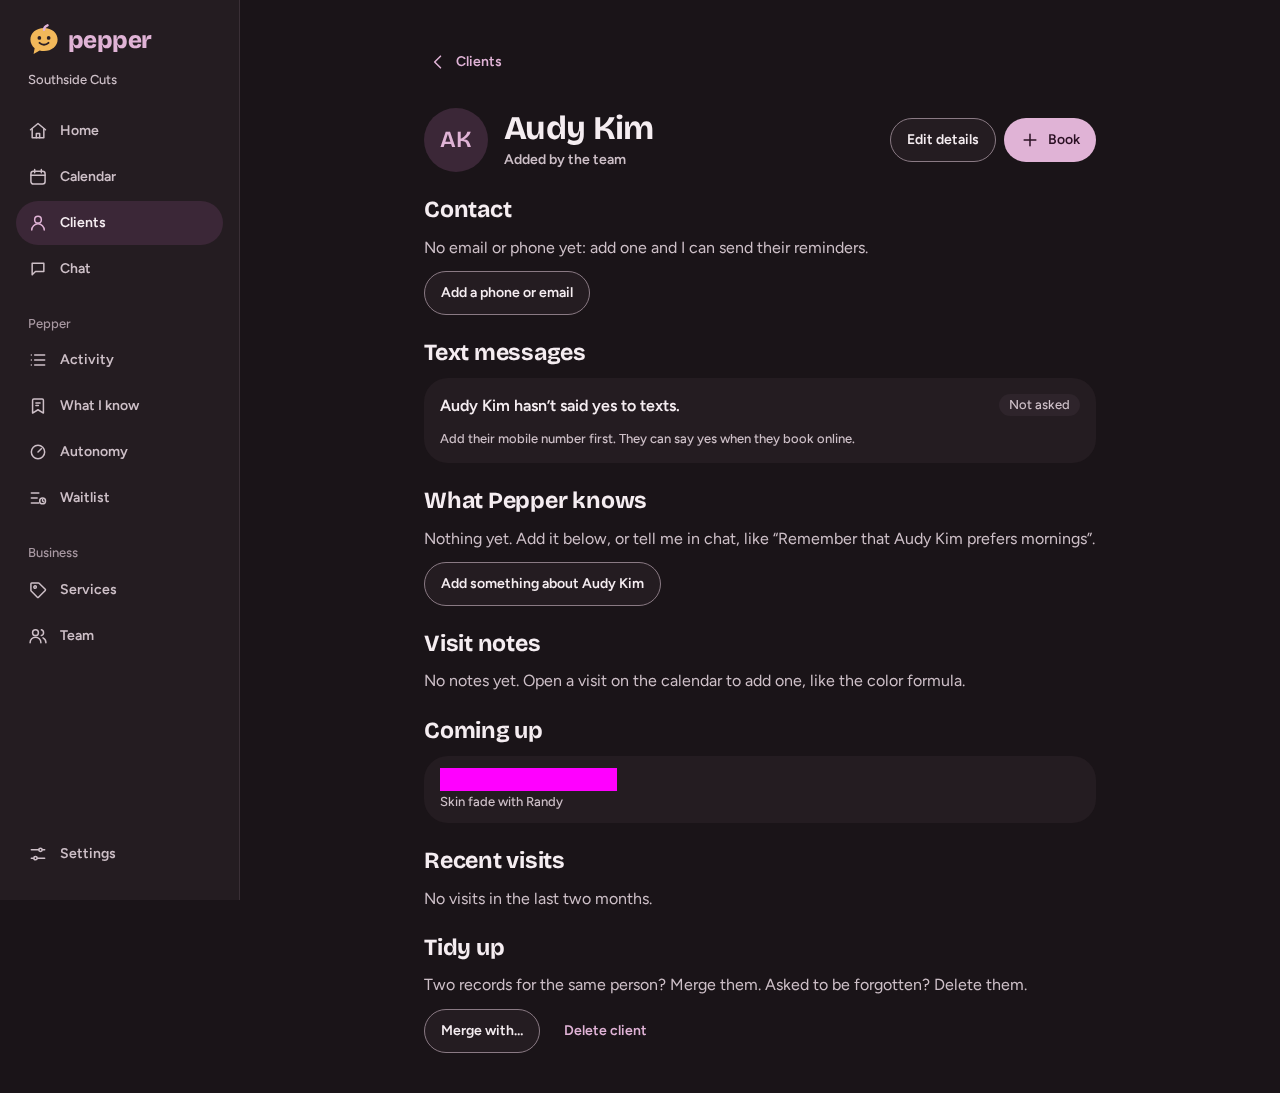 pepper
Southside Cuts
Home
Calendar
Clients
Chat
Pepper
Activity
What I know
Autonomy
Waitlist
Business
Services
Team
Settings
Clients
AK
Audy Kim
Added by the team
Edit details
Book
Contact
No email or phone yet: add one and I can send their reminders.
Add a phone or email
Text messages
Audy Kim hasn’t said yes to texts.
Not asked
Add their mobile number first. They can say yes when they book online.
What Pepper knows
Nothing yet. Add it below, or tell me in chat, like “Remember that Audy Kim prefers mornings”.
Add something about Audy Kim
Visit notes
No notes yet. Open a visit on the calendar to add one, like the color formula.
Coming up
Skin fade with Randy
Recent visits
No visits in the last two months.
Tidy up
Two records for the same person? Merge them. Asked to be forgotten? Delete them.
Merge with…
Delete client